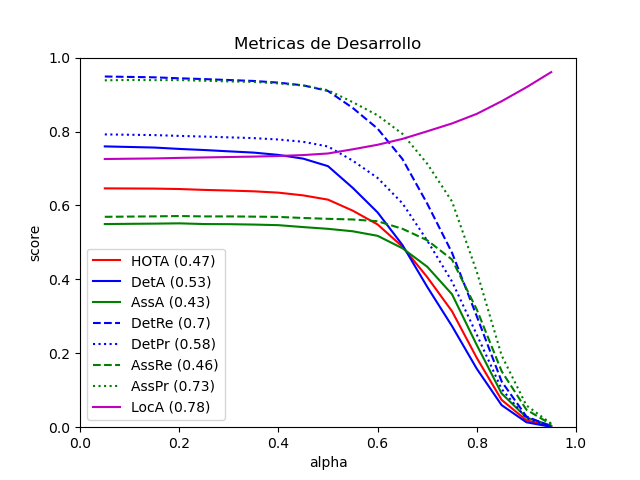 Metricas de Desarrollo
score
1.0
0.8
0.6
0.4
0.2
0.0
HOTA (0.47)
DetA (0.53)
AssA (0.43)
DetRe (0.7)
DetPr (0.58)
AssRe (0.46)
AssPr (0.73)
LocA (0.78)
0.0 0.2 0.4 0.6 0.8 1.0
alpha